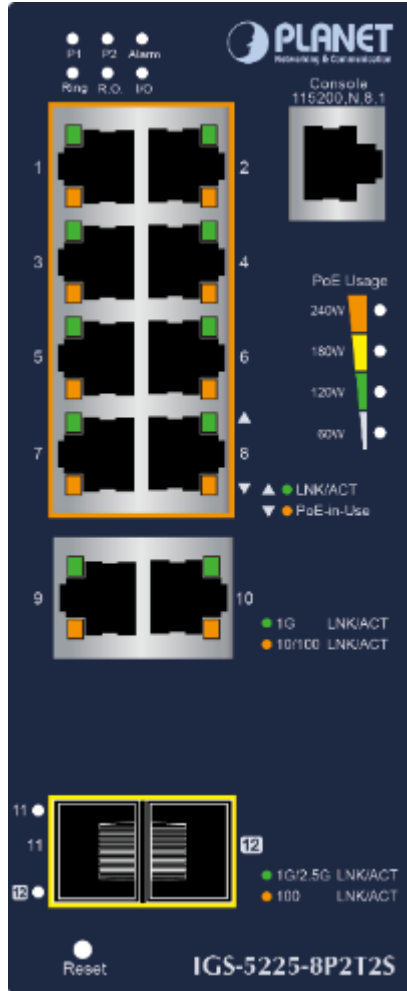 P1 P2 Alarm
Ring R.O. I/O
PLANET
Networking & Communication
Console
115200,N,8,1
1 2
3 4
PoE Usage
240W
180W
120W
60W
5 6
7 8
LNK/ACT
PoE-in-Use
9 10
1G LNK/ACT
10/100 LNK/ACT
11
11 12
12
1G/2.5G LNK/ACT
100 LNK/ACT
Reset
IGS-5225-8P2T2S